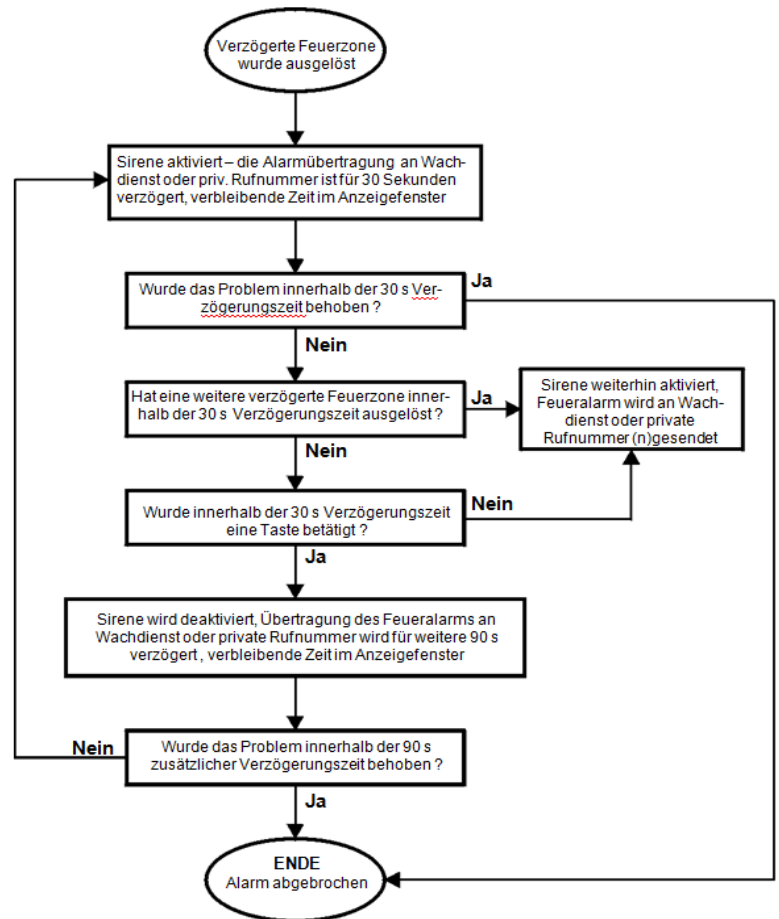 Verzögerte Feuerzone
wurde ausgelöst
Sirene aktiviert – die Alarmübertragung an Wach-
dienst oder priv. Rufnummer ist für 30 Sekunden
verzögert, verbleibende Zeit im Anzeigefenster
Wurde das Problem innerhalb der 30 s Ver-
zögerungszeit behoben ?
Ja
Nein
Hat eine weitere verzögerte Feuerzone inner-
halb der 30 s Verzögerungszeit ausgelöst ?
Ja
Sirene weiterhin aktiviert,
Feueralarm wird an Wach-
dienst oder private
Rufnummer (n)gesendet
Nein
Wurde innerhalb der 30 s Verzögerungszeit
eine Taste betätigt ?
Nein
Ja
Sirene wird deaktiviert, Übertragung des Feueralarms an
Wachdienst oder private Rufnummer wird für weitere 90 s
verzögert , verbleibende Zeit im Anzeigefenster
Nein
Wurde das Problem innerhalb der 90 s
zusätzlicher Verzögerungszeit behoben ?
Ja
ENDE
Alarm abgebrochen